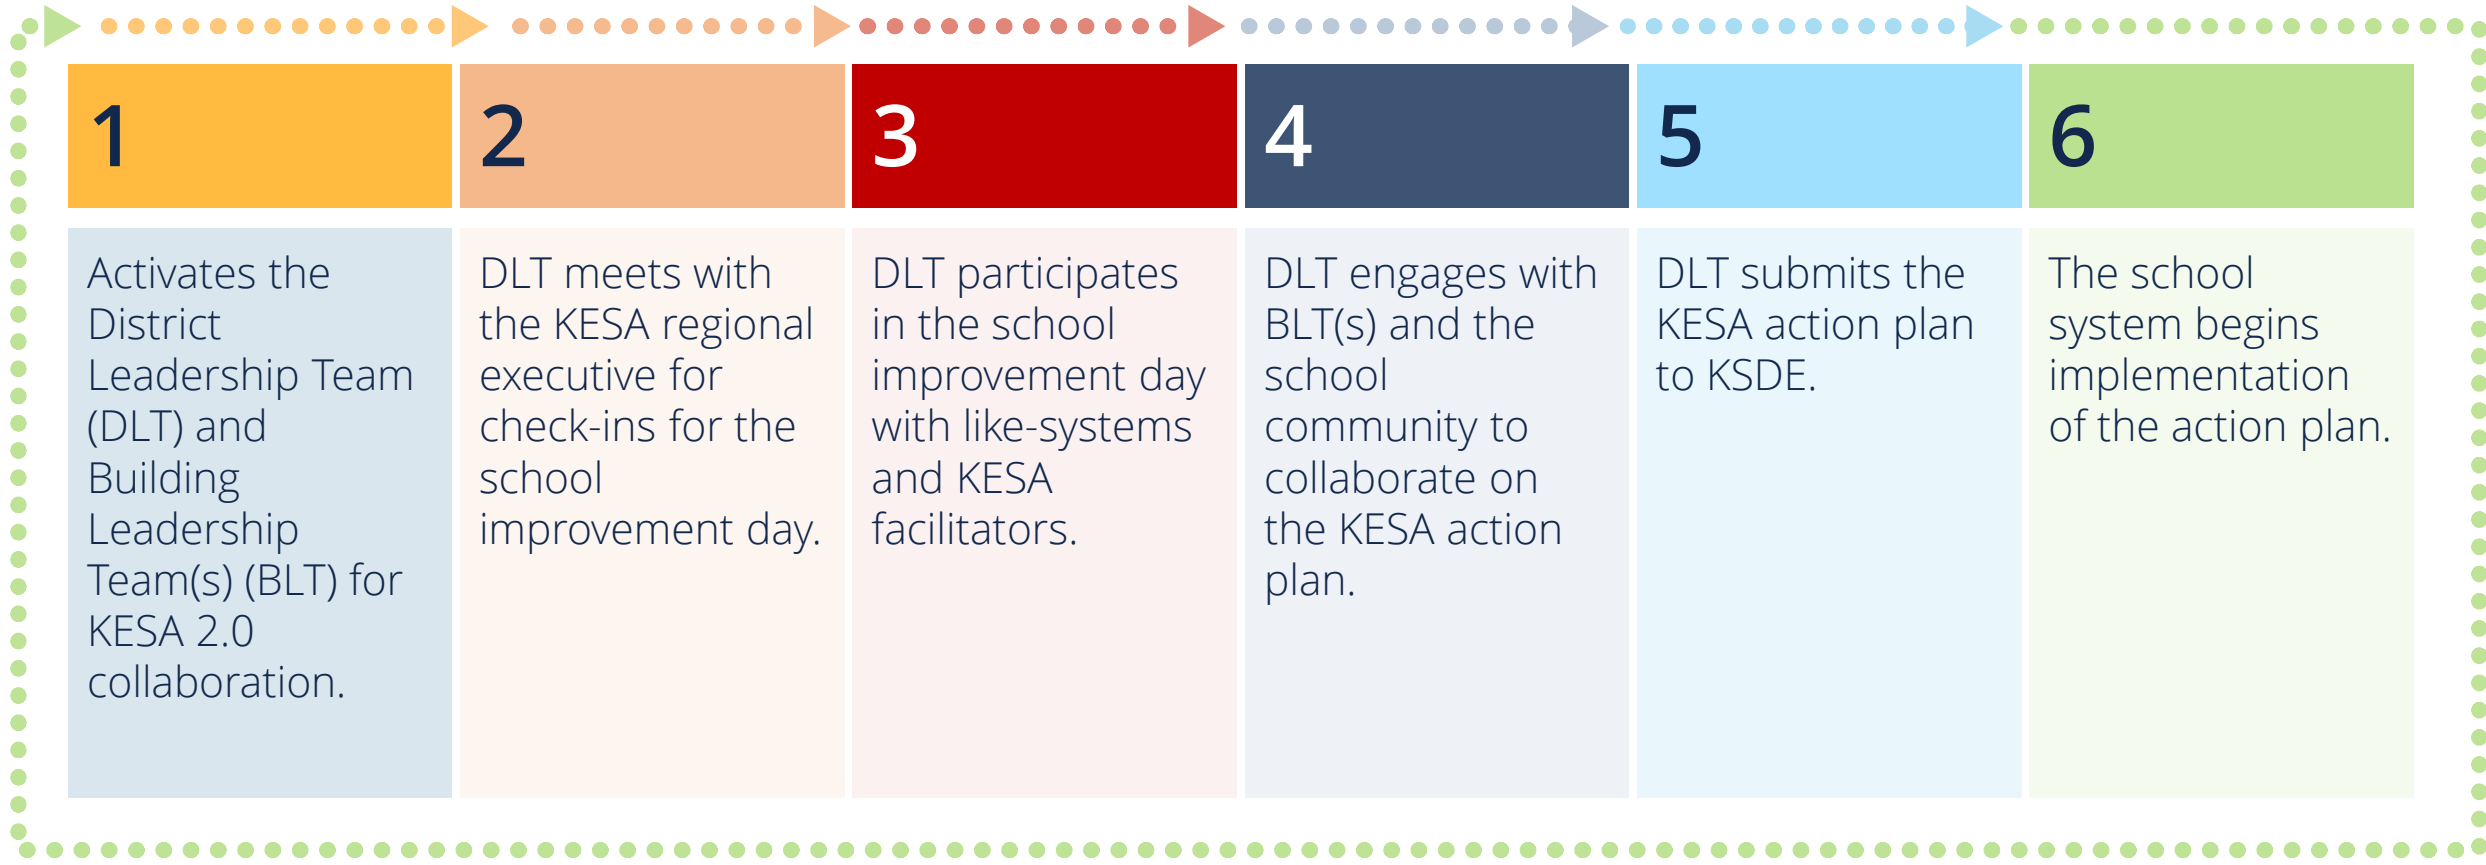 1
Activates the
District
Leadership Team
(DLT) and
Building
Leadership
Team(s) (BLT) for
KESA 2.0
collaboration.
2
DLT meets with
the KESA regional
executive for
check-ins for the
school
improvement day.
3
DLT participates
in the school
improvement day
with like-systems
and KESA
facilitators.
4
DLT engages with
BLT(s) and the
school
community to
collaborate on
the KESA action
plan.
5
DLT submits the
KESA action plan
to KSDE.
6
The school
system begins
implementation
of the action plan.